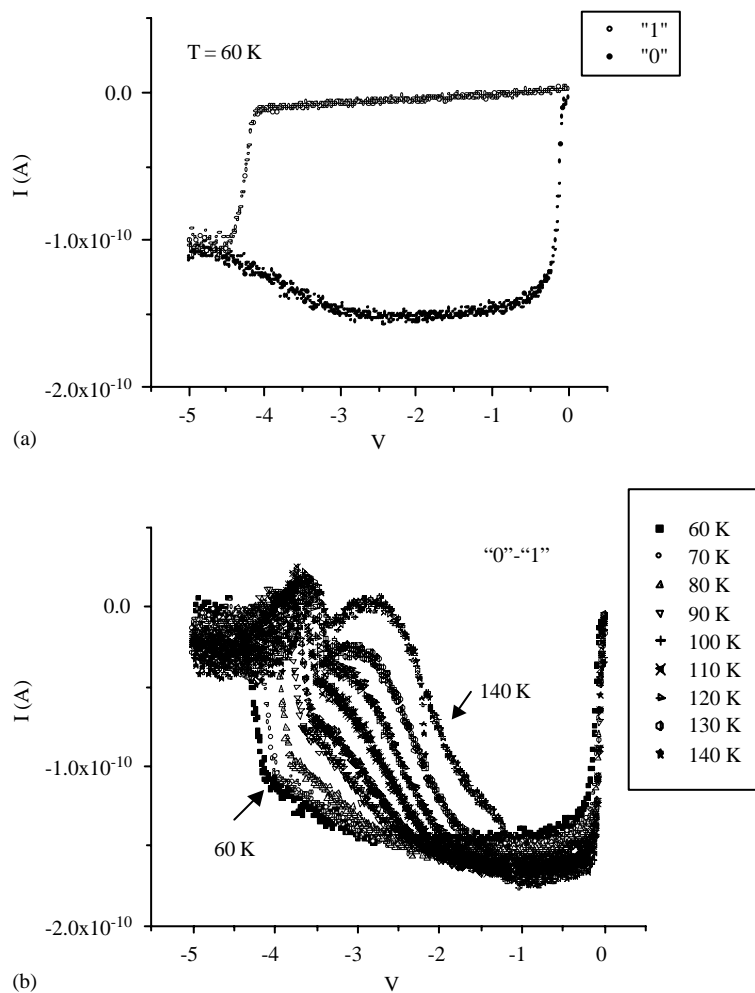 T = 60 K
"1"
"0"
0.0
-1.0x10-10
-2.0x10-10
I (A)
-5 -4 -3 -2 -1 0
V
(a)
“0”-“1”
60 K
70 K
80 K
90 K
100 K
110 K
120 K
130 K
140 K
0.0
-1.0x10-10
-2.0x10-10
I (A)
140 K
60 K
-5 -4 -3 -2 -1 0
V
(b)